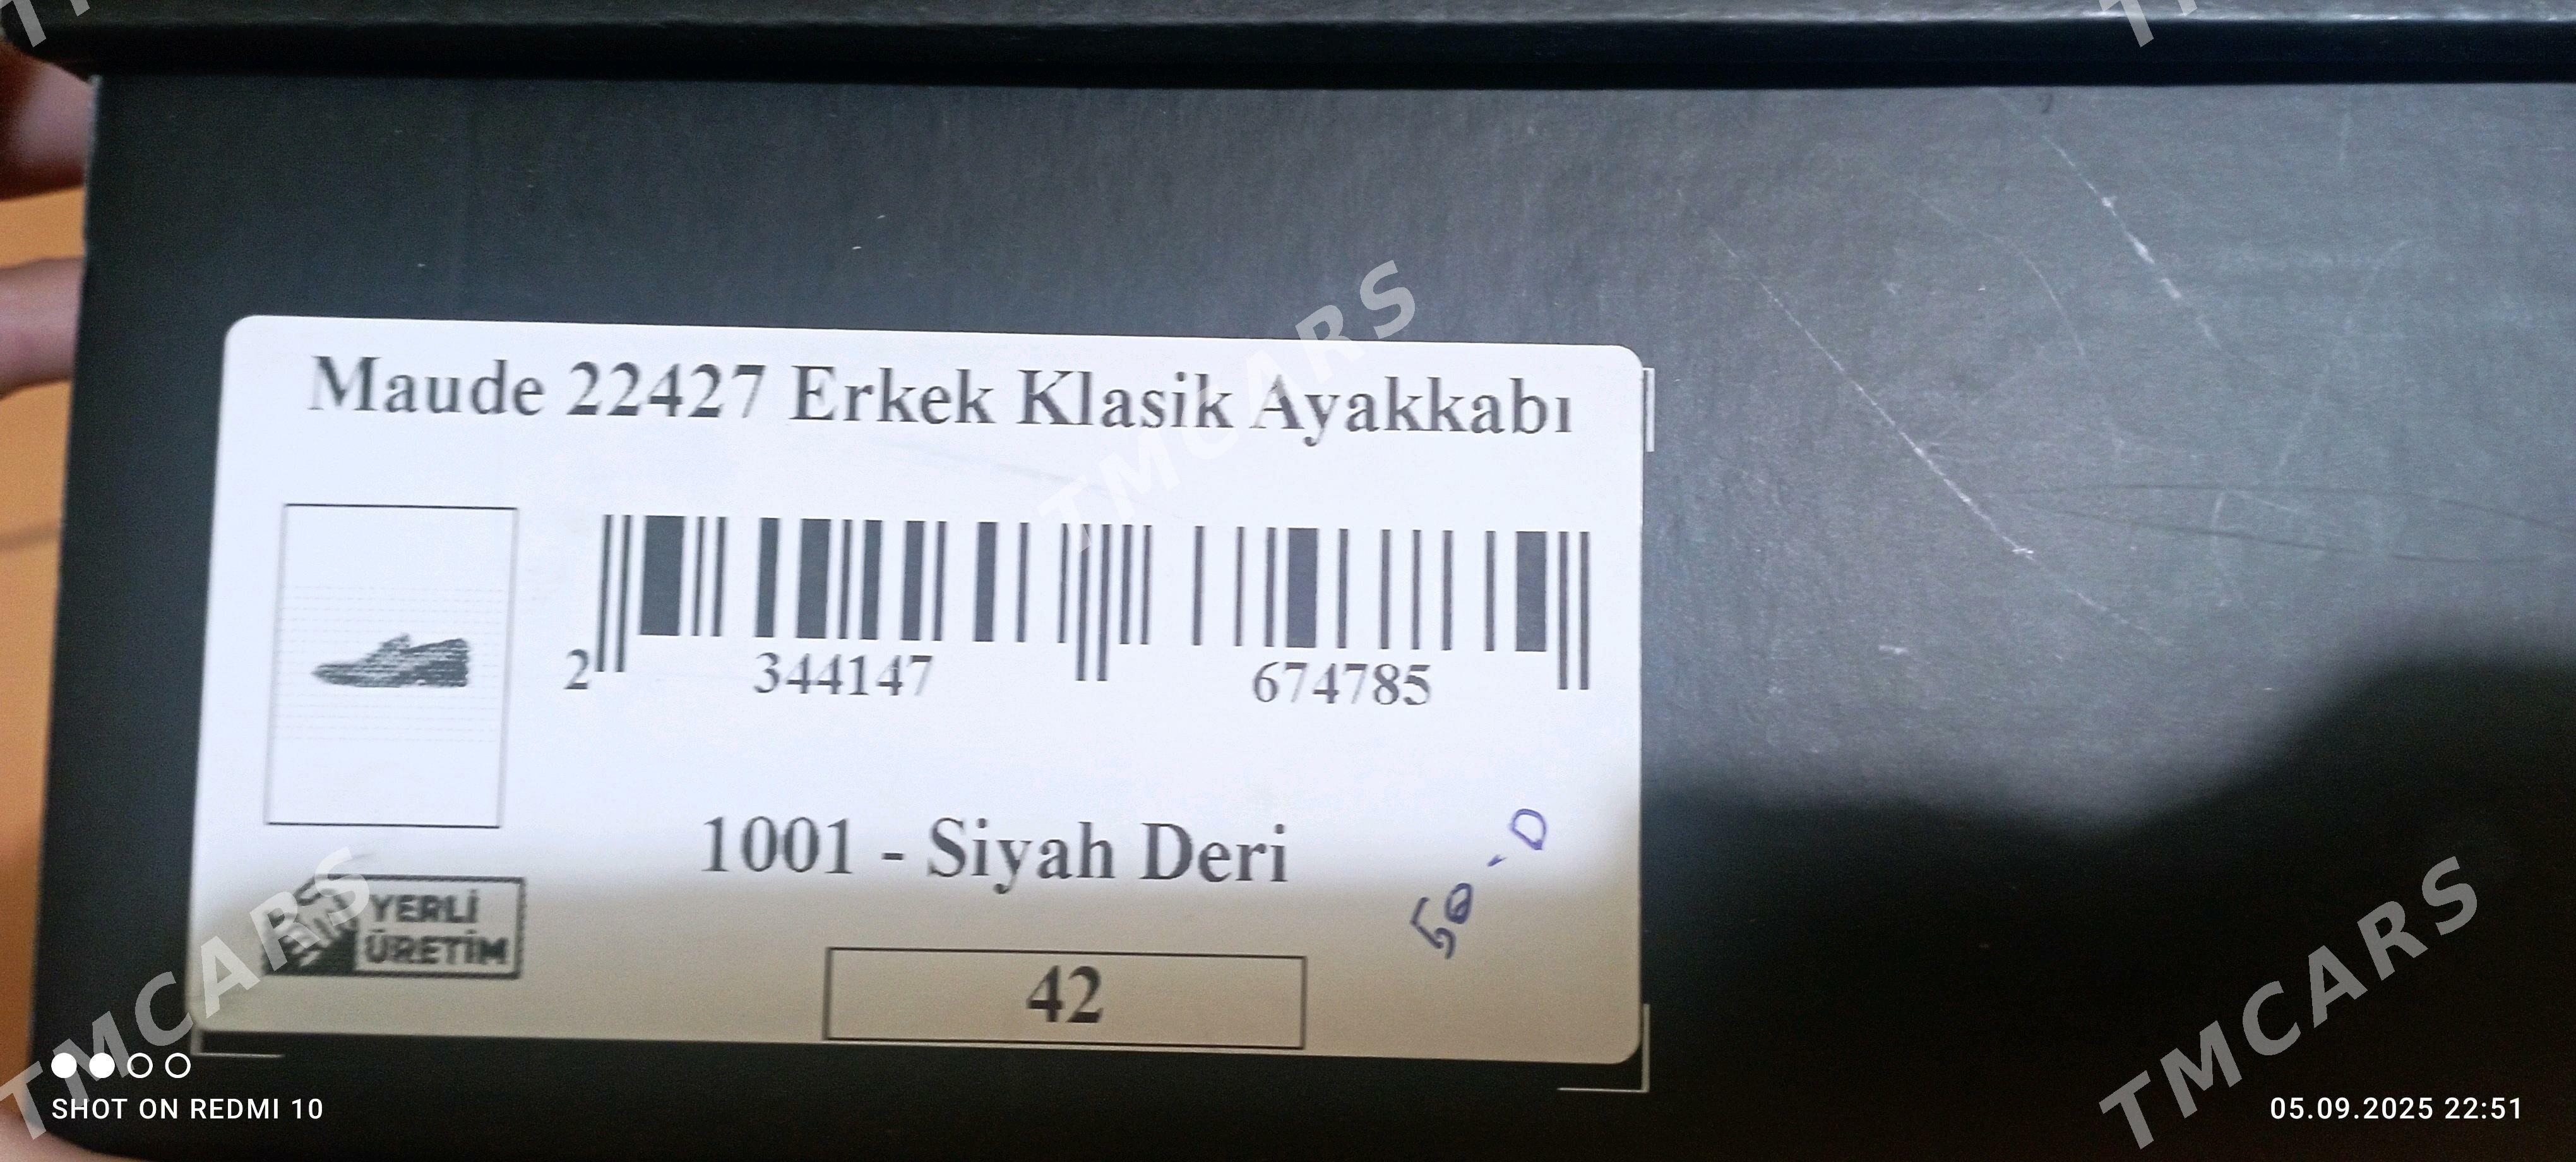 Maude 22427 Erkek Klasik Ayakkabı
2 344147 674785
1001 - Siyah Deri
YERLİ
ÜRETİM
42
TMCARS
TMCARS
TMCARS
SHOT ON REDMI 10
05.09.2025 22:51